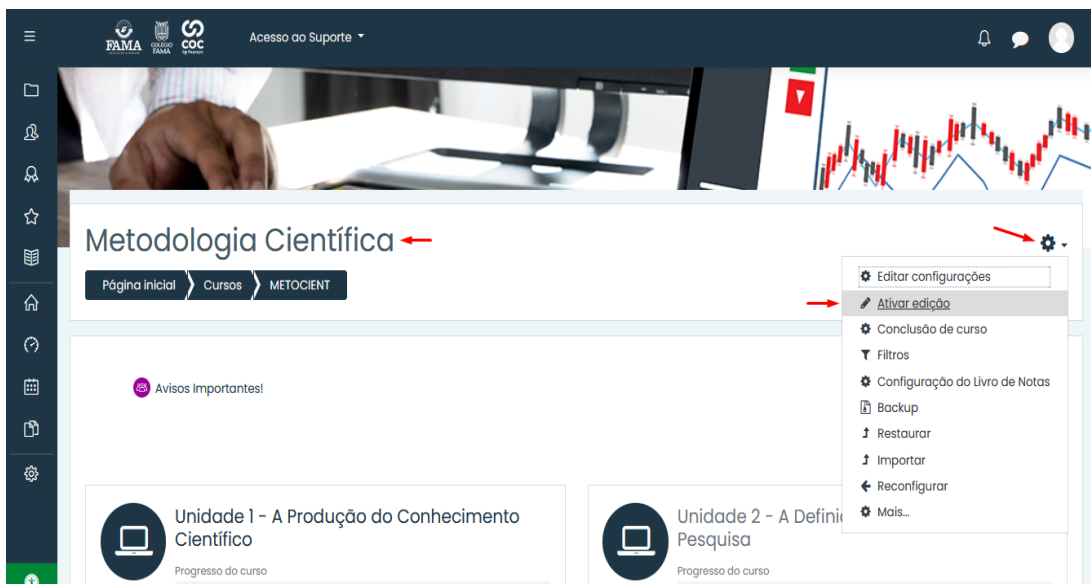 FAMA
COLÉGIO
FAMA
COC
by Pearson
Acesso ao Suporte
Metodologia Científica
Página inicial
Cursos
METOCIENT
Editar configurações
Ativar edição
Conclusão de curso
Filtros
Configuração do Livro de Notas
Backup
Restaurar
Importar
Reconfigurar
Mais...
Avisos Importantes!
Unidade 1 - A Produção do Conhecimento
Científico
Progresso do curso
Unidade 2 - A Defini
Pesquisa
Progresso do curso